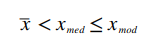 x̅ < x_med ≤ x_mod